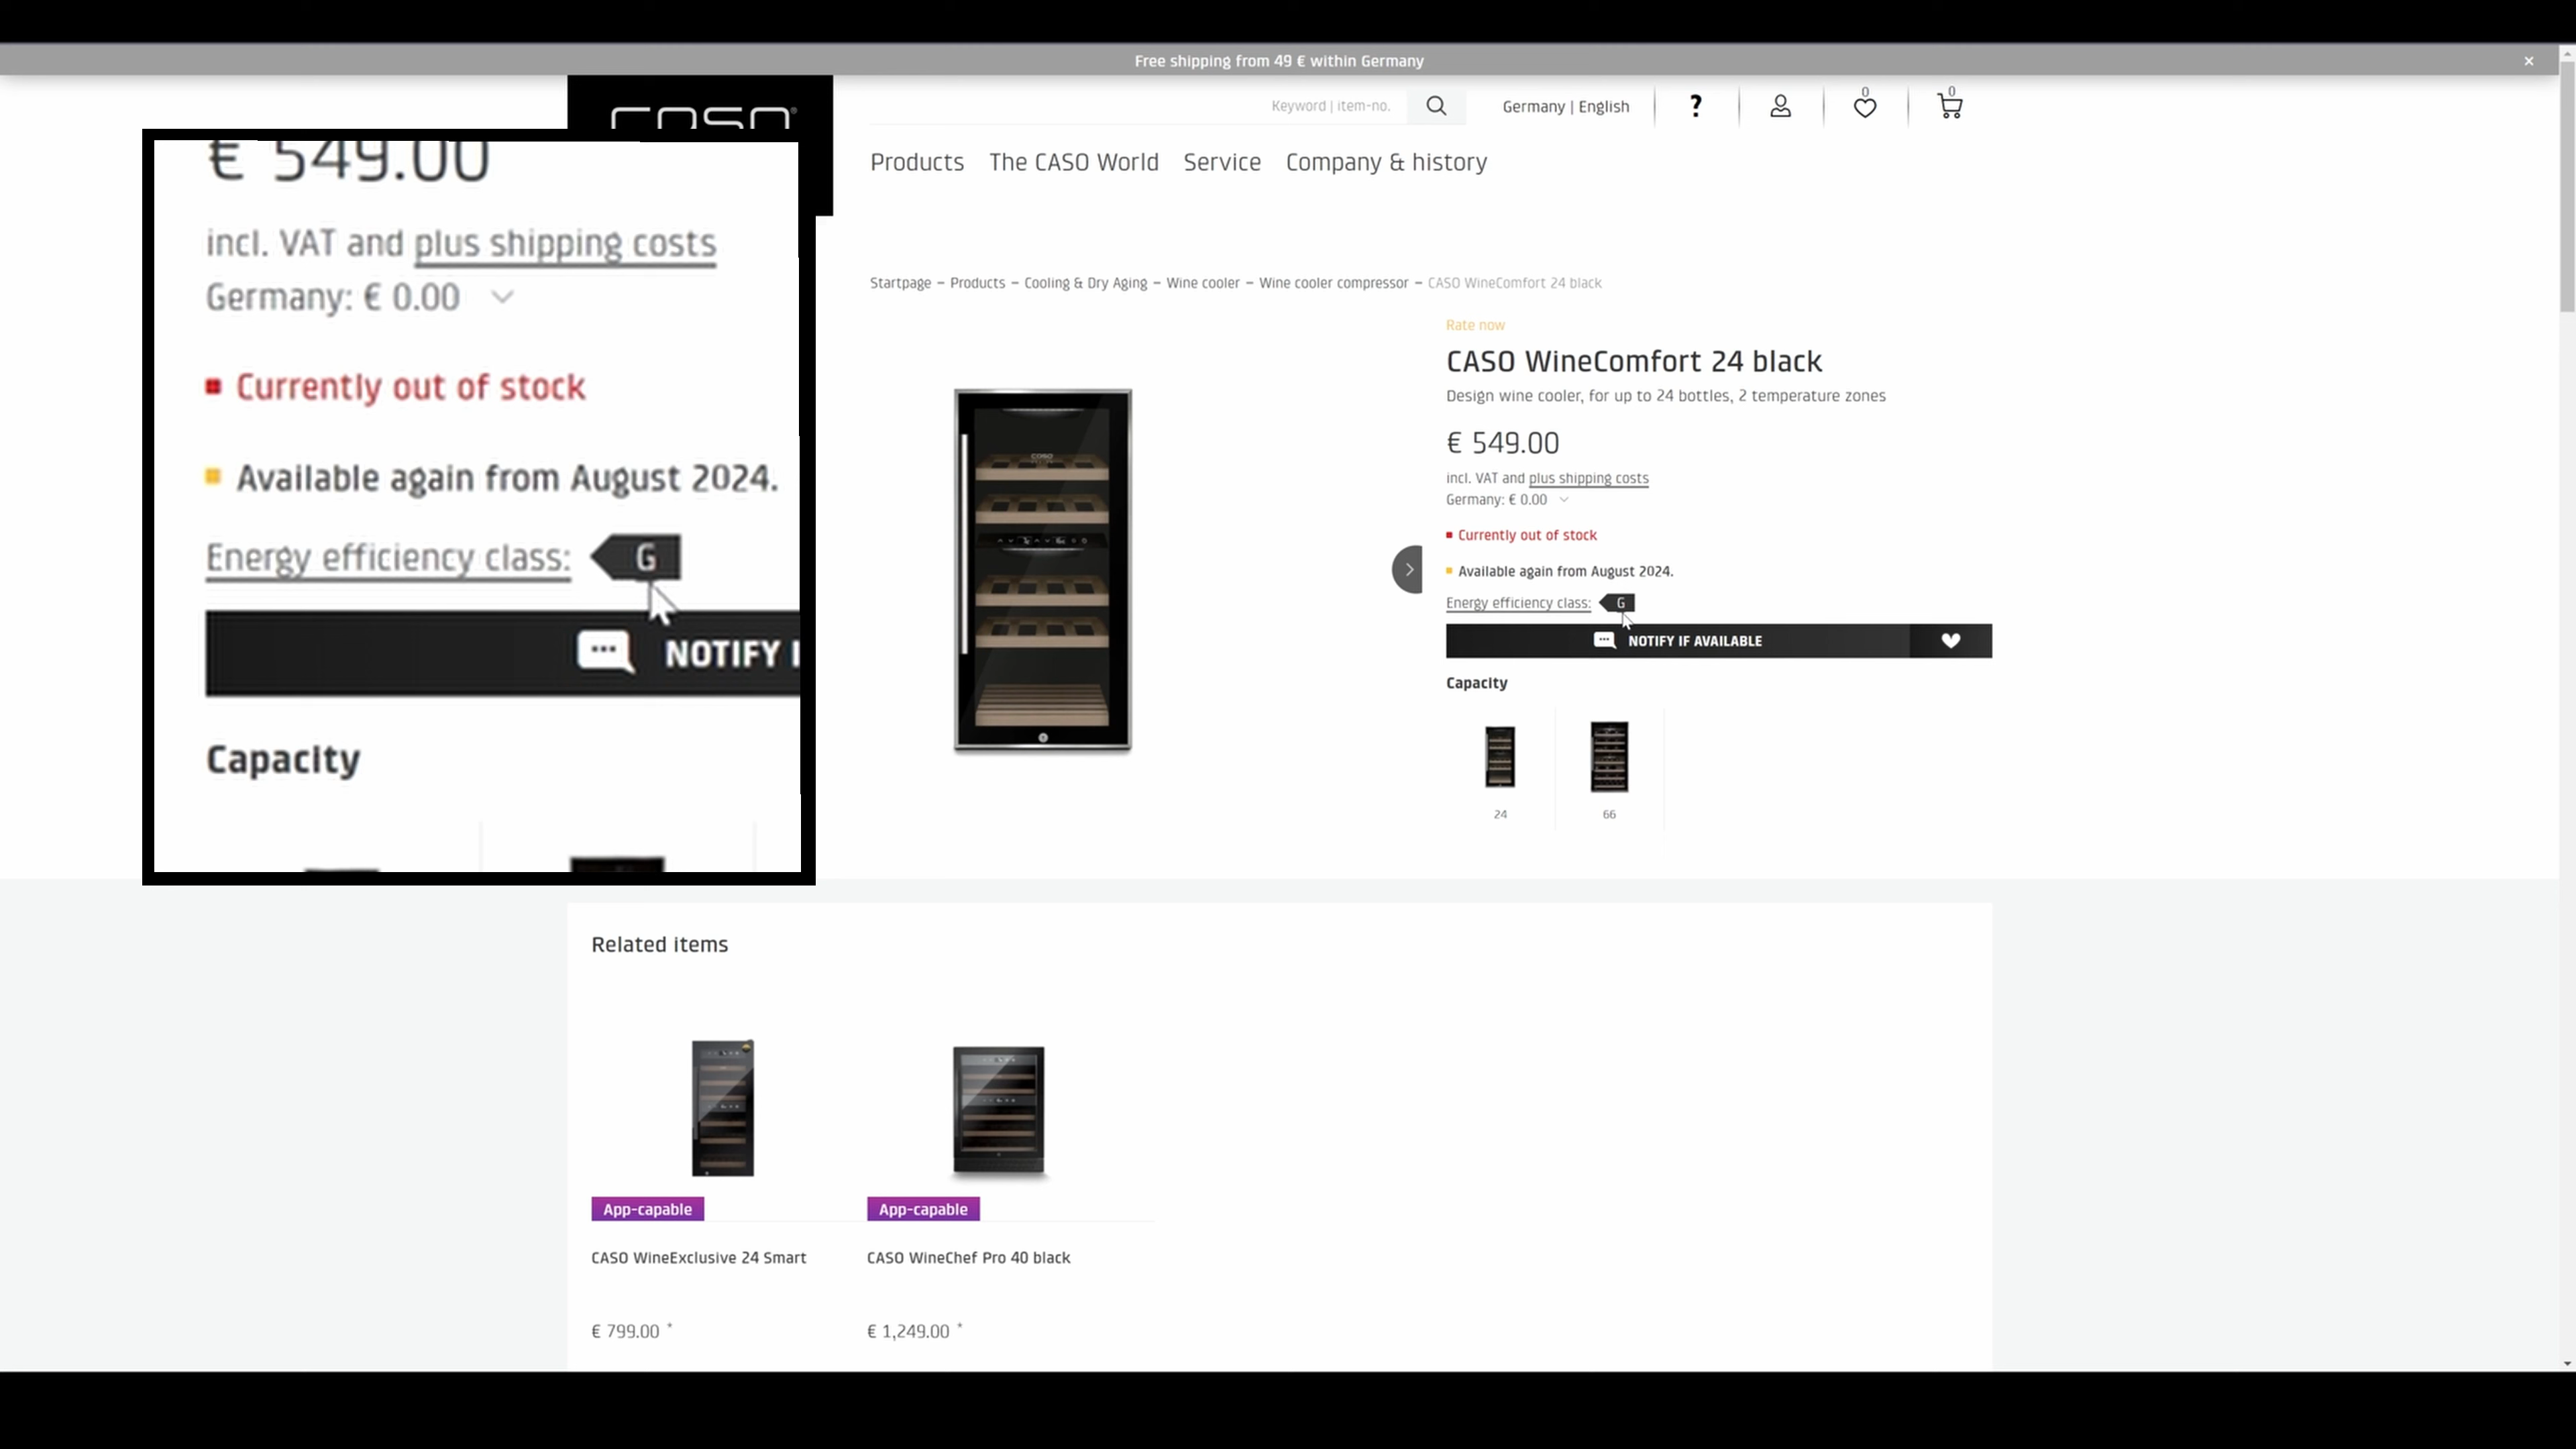 Free shipping from 49 € within Germany
caso
Keyword | item-no.
Germany | English
?
0
0
Products The CASO World Service Company & history
€ 549.00
incl. VAT and plus shipping costs
Germany: € 0.00
Currently out of stock
Available again from August 2024.
Energy efficiency class: G
NOTIFY I
Capacity
Startpage – Products – Cooling & Dry Aging – Wine cooler – Wine cooler compressor – CASO WineComfort 24 black
Rate now
CASO WineComfort 24 black
Design wine cooler, for up to 24 bottles, 2 temperature zones
€ 549.00
incl. VAT and plus shipping costs
Germany: € 0.00
Currently out of stock
Available again from August 2024.
Energy efficiency class: G
NOTIFY IF AVAILABLE
Capacity
24 66
caso
Related items
App-capable App-capable
CASO WineExclusive 24 Smart CASO WineChef Pro 40 black
€ 799.00 * € 1,249.00 *